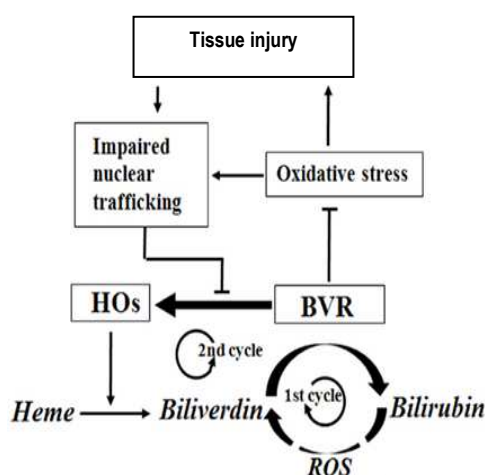 Tissue injury
Impaired
nuclear
trafficking
Oxidative stress
HOs
BVR
2nd cycle
1st cycle
Heme
Biliverdin
Bilirubin
ROS